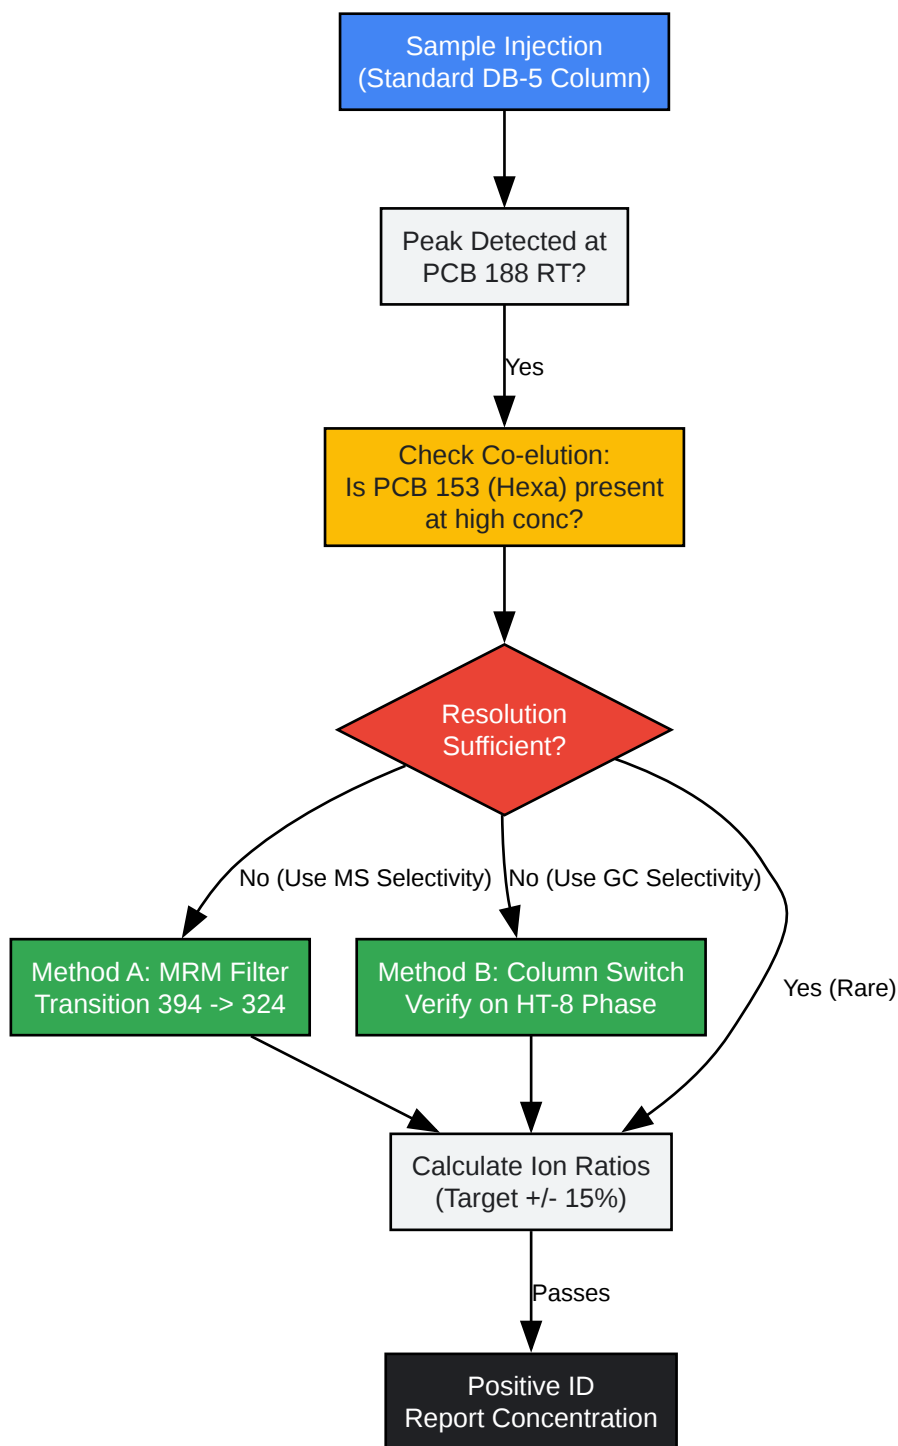 Sample Injection
(Standard DB-5 Column)
Peak Detected at
PCB 188 RT?
Yes
Check Co-elution:
Is PCB 153 (Hexa) present
at high conc?
Resolution
Sufficient?
No (Use MS Selectivity)
No (Use GC Selectivity)
Yes (Rare)
Method A: MRM Filter
Transition 394 -> 324
Method B: Column Switch
Verify on HT-8 Phase
Calculate Ion Ratios
(Target +/- 15%)
Passes
Positive ID
Report Concentration